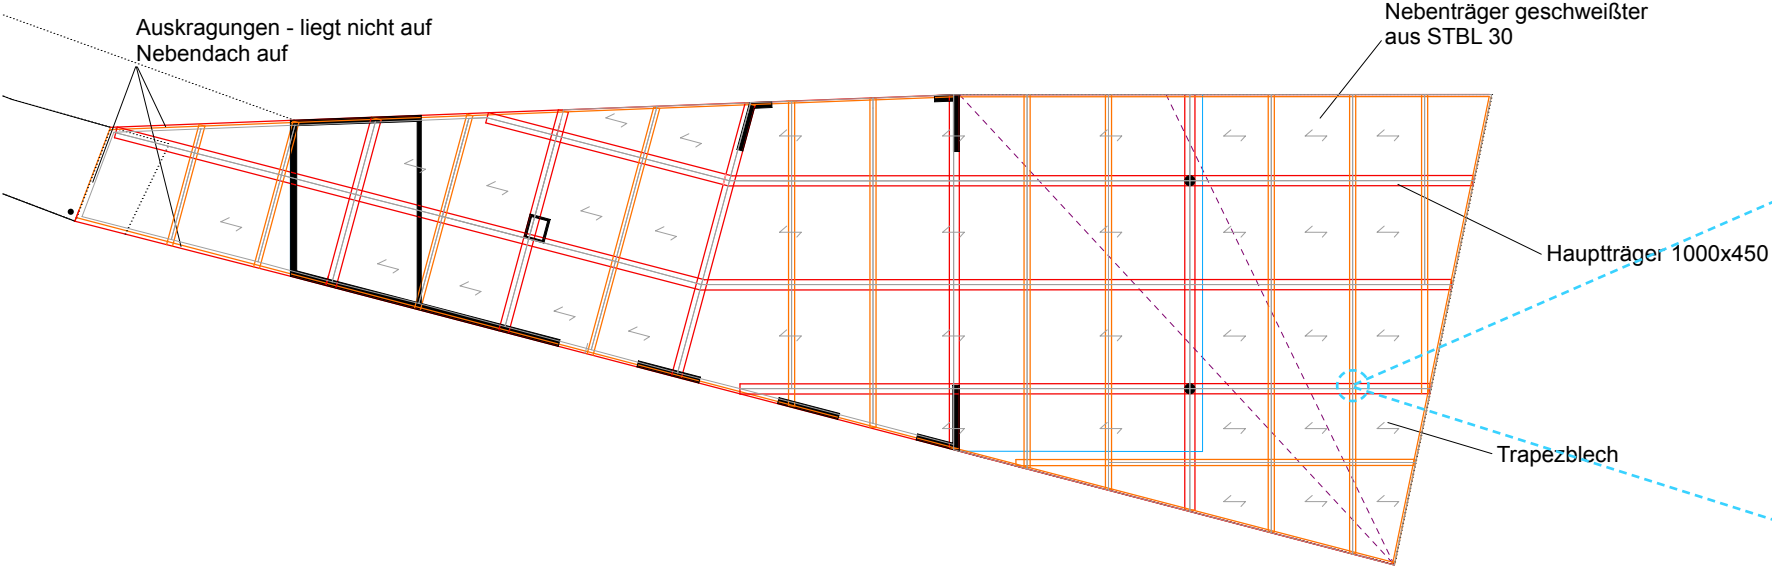 Auskragungen - liegt nicht auf
Nebendach auf
Nebenträger geschweißter
aus STBL 30
Hauptträger 1000x450
Trapezblech